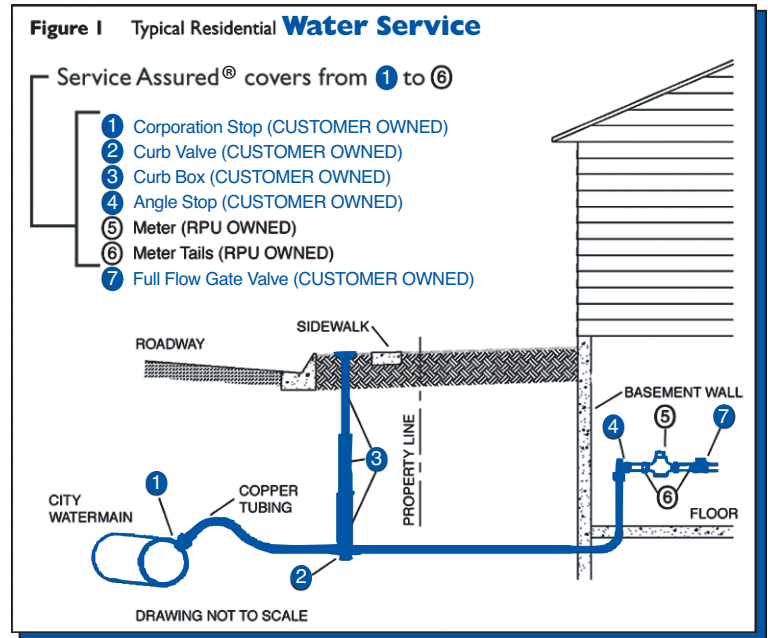 Figure 1 Typical Residential Water Service
Service Assured® covers from 1 to 6
1 Corporation Stop (CUSTOMER OWNED)
2 Curb Valve (CUSTOMER OWNED)
3 Curb Box (CUSTOMER OWNED)
4 Angle Stop (CUSTOMER OWNED)
5 Meter (RPU OWNED)
6 Meter Tails (RPU OWNED)
7 Full Flow Gate Valve (CUSTOMER OWNED)
SIDEWALK
ROADWAY
BASEMENT WALL
5
7
4
PROPERTY LINE
3
6
1
COPPER
TUBING
CITY
WATERMAIN
FLOOR
2
DRAWING NOT TO SCALE